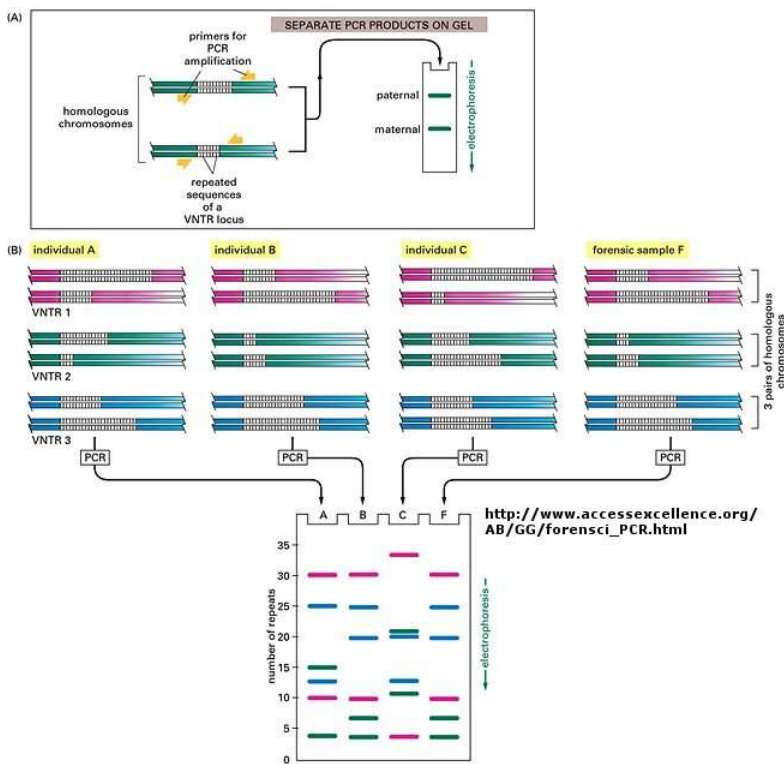 (A)
SEPARATE PCR PRODUCTS ON GEL
primers for
PCR
amplification
homologous
chromosomes
repeated
sequences
of a
VNTR locus
paternal
maternal
electrophoresis
(B)
individual A
individual B
individual C
forensic sample F
VNTR 1
VNTR 2
VNTR 3
3 pairs of homologous
chromosomes
PCR
PCR
PCR
PCR
http://www.accessexcellence.org/
AB/GG/forensci_PCR.html
A
B
C
F
number of repeats
35
30
25
20
15
10
5
0
electrophoresis